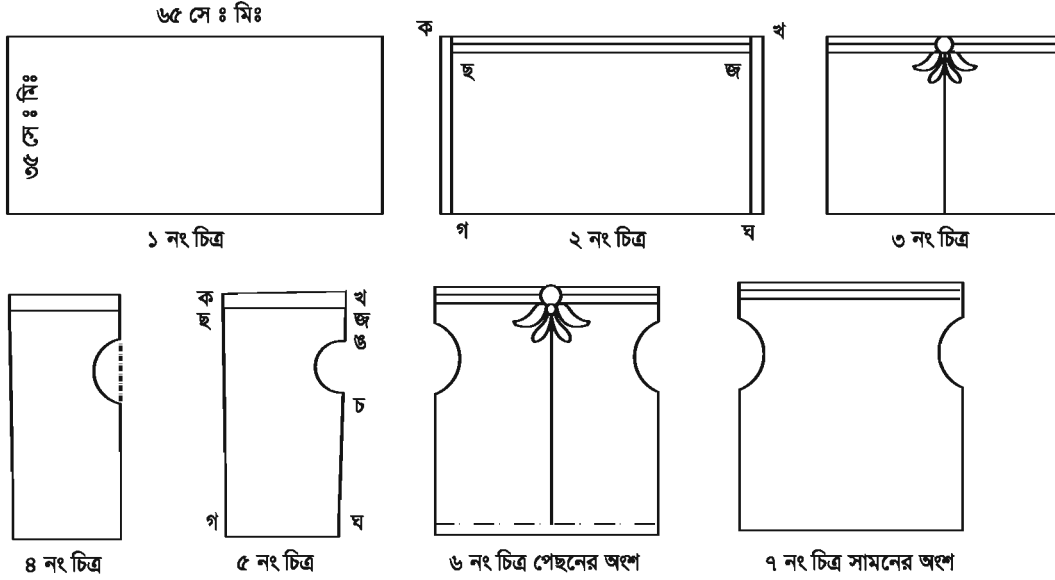 ৬৫ সে ঃ মিঃ
৩৫ সে ঃ মিঃ
১ নং চিত্র
ক
খ
ছ
জ
গ
ঘ
২ নং চিত্র
৩ নং চিত্র
৪ নং চিত্র
ক
খ
ছ
জ
ঙ
চ
গ
ঘ
৫ নং চিত্র
৬ নং চিত্র পেছনের অংশ
৭ নং চিত্র সামনের অংশ